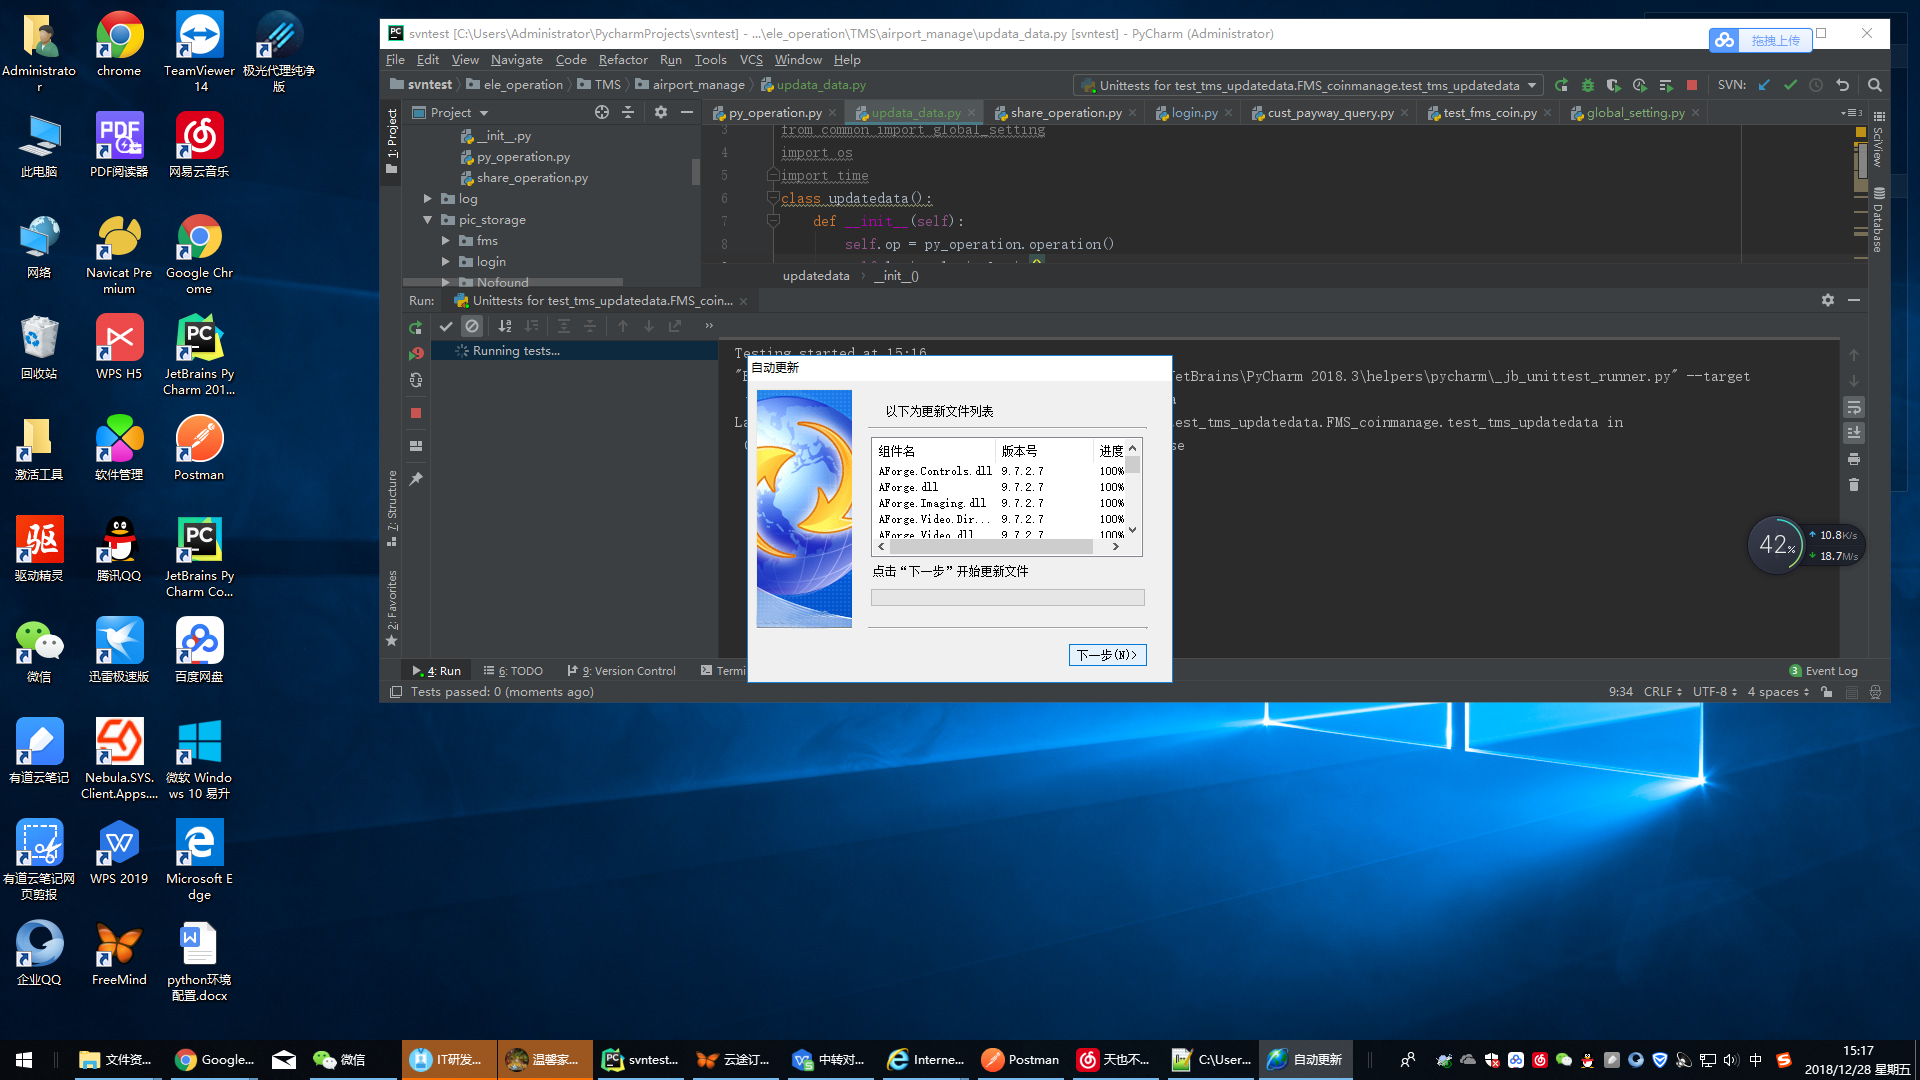 Administrato
r
chrome
TeamViewer
14
极光代理纯净
版
此电脑
PDF阅读器
网易云音乐
网络
Navicat Pre
mium
Google Chr
ome
回收站
WPS H5
JetBrains Py
Charm 201...
激活工具
软件管理
Postman
驱动精灵
腾讯QQ
JetBrains Py
Charm Co...
微信
迅雷极速版
百度网盘
有道云笔记
Nebula.SYS.
Client.Apps....
微软 Windo
ws 10 易升
有道云笔记网
页剪报
WPS 2019
Microsoft E
dge
企业QQ
FreeMind
python环境
配置.docx
svntest [C:\Users\Administrator\PycharmProjects\svntest] - ...\ele_operation\TMS\airport_manage\updata_data.py [svntest] - PyCharm (Administrator)
拖拽上传
File Edit View Navigate Code Refactor Run Tools VCS Window Help
svntest ele_operation TMS airport_manage updata_data.py
Unittests for test_tms_updatedata.FMS_coinmanage.test_tms_updatedata
SVN:
1: Project
Project
py_operation.py updata_data.py share_operation.py login.py cust_payway_query.py test_fms_coin.py global_setting.py
3
SciView
Database
__init__.py
py_operation.py
share_operation.py
log
pic_storage
fms
login
Nofound
3 from common import global_setting
4 import os
5 import time
6 class updatedata():
7 def __init__(self):
8 self.op = py_operation.operation()
updatedata __init__()
Run: Unittests for test_tms_updatedata.FMS_coin...
Running tests...
Testing started at 15:16
JetBrains\PyCharm 2018.3\helpers\pycharm\_jb_unittest_runner.py" --target
La
est_tms_updatedata.FMS_coinmanage.test_tms_updatedata in
自动更新
以下为更新文件列表
组件名 版本号 进度
AForge.Controls.dll 9.7.2.7 100%
AForge.dll 9.7.2.7 100%
AForge.Imaging.dll 9.7.2.7 100%
AForge.Video.Dir... 9.7.2.7 100%
AForge.Video.dll 9.7.2.7 100%
点击“下一步”开始更新文件
下一步(N)>
7: Structure
2: Favorites
42%
10.8K/s
18.7M/s
4: Run 6: TODO 9: Version Control Termi
3 Event Log
Tests passed: 0 (moments ago)
9:34 CRLF UTF-8 4 spaces
文件资...
Google...
微信
IT研发...
温馨家...
svntest...
云途订...
中转对...
Interne...
Postman
天也不...
C:\User...
自动更新
中
15:17
2018/12/28 星期五